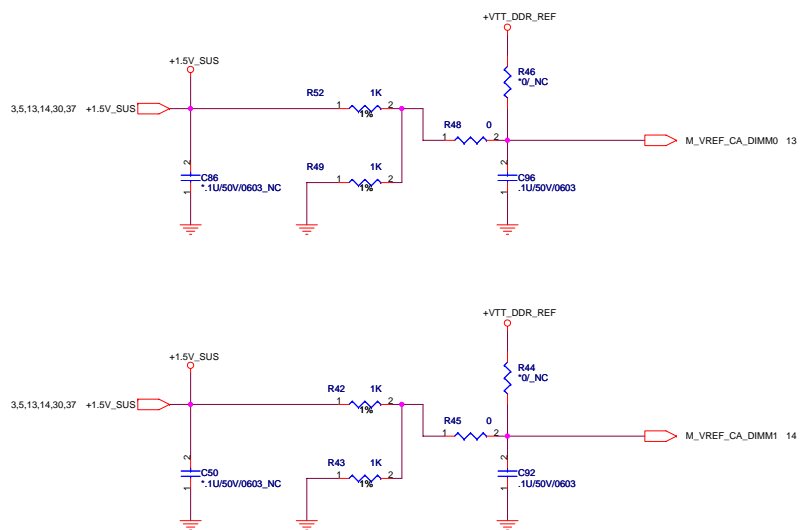 +VTT_DDR_REF
+1.5V_SUS
R46
*0/_NC
R52 1K
3,5,13,14,30,37 +1.5V_SUS
1 2
1%
R48 0
1 2
M_VREF_CA_DIMM0 13
2
C86
*.1U/50V/0603_NC
1
R49 1K
1 2
1%
2
C96
.1U/50V/0603
1
+VTT_DDR_REF
+1.5V_SUS
R44
*0/_NC
R42 1K
3,5,13,14,30,37 +1.5V_SUS
1 2
1%
R45 0
1 2
M_VREF_CA_DIMM1 14
2
C50
*.1U/50V/0603_NC
1
R43 1K
1 2
1%
2
C92
.1U/50V/0603
1